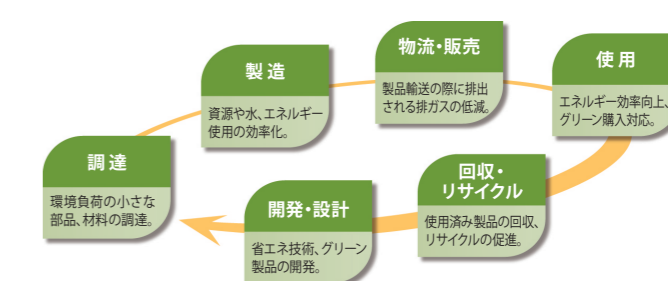 調達
環境負荷の小さな
部品、材料の調達。
製造
資源や水、エネルギー
使用の効率化。
物流・販売
製品輸送の際に排出
される排ガスの低減。
使用
エネルギー効率向上、
グリーン購入対応。
回収・
リサイクル
使用済み製品の回収、
リサイクルの促進。
開発・設計
省エネ技術、グリーン
製品の開発。